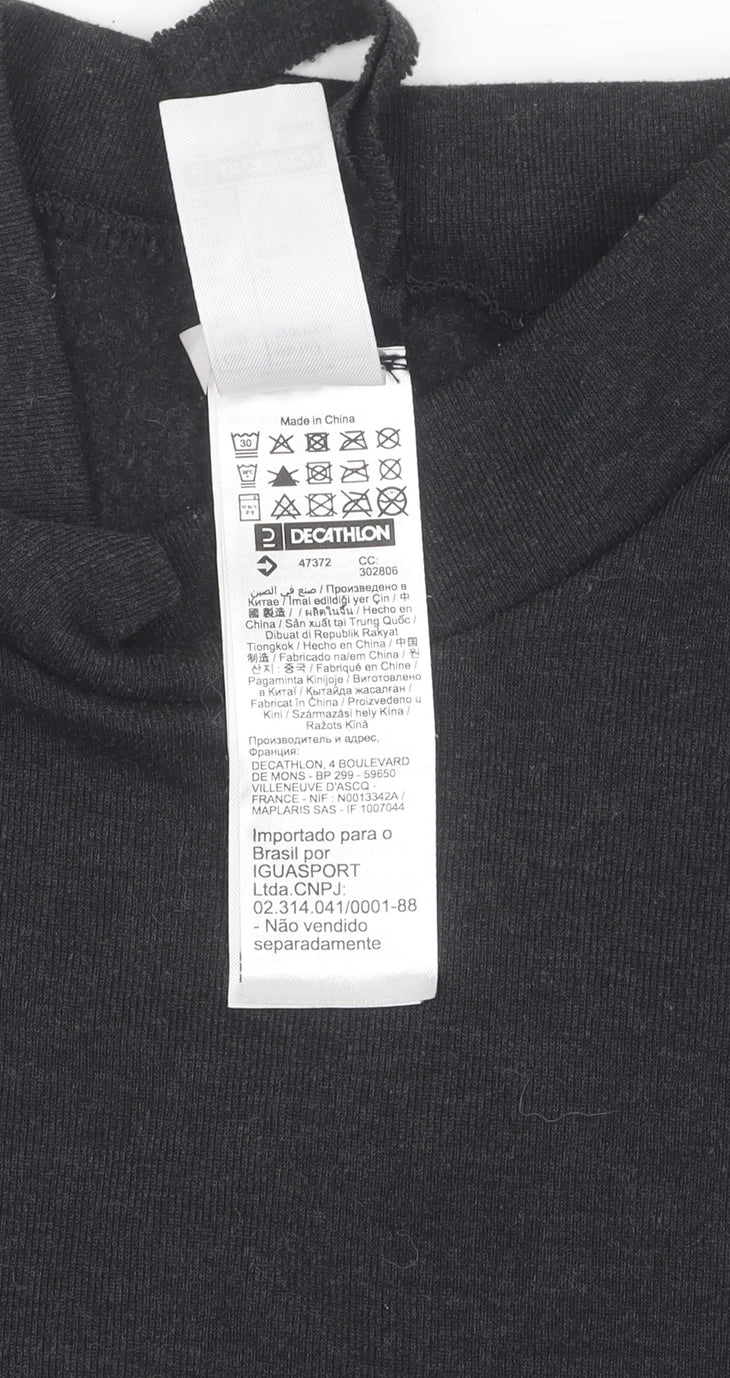 Made in China
30
DECATHLON
47372 CC:
302806
صنع في الصين / Произведено в
Китае / İmal edildiği yer Çin / 中
國製造 / / ผลิตในจีน / Hecho en
China / Sản xuất tại Trung Quốc /
Dibuat di Republik Rakyat
Tiongkok / Hecho en China / 中国
制造 / Fabricado na/em China / 원
산지 : 중국 / Fabriqué en Chine /
Pagaminta Kinijoje / Виготовлено
в Китаї / Қытайда жасалған /
Fabricat în China / Proizvedeno u
Kini / Származási hely Kína /
Ražots Ķīnā
Производитель и адрес,
Франция:
DECATHLON, 4 BOULEVARD
DE MONS - BP 299 - 59650
VILLENEUVE D'ASCQ -
FRANCE - NIF : N0013342A /
MAPLARIS SAS - IF 1007044
Importado para o
Brasil por
IGUASPORT
Ltda.CNPJ:
02.314.041/0001-88
- Não vendido
separadamente